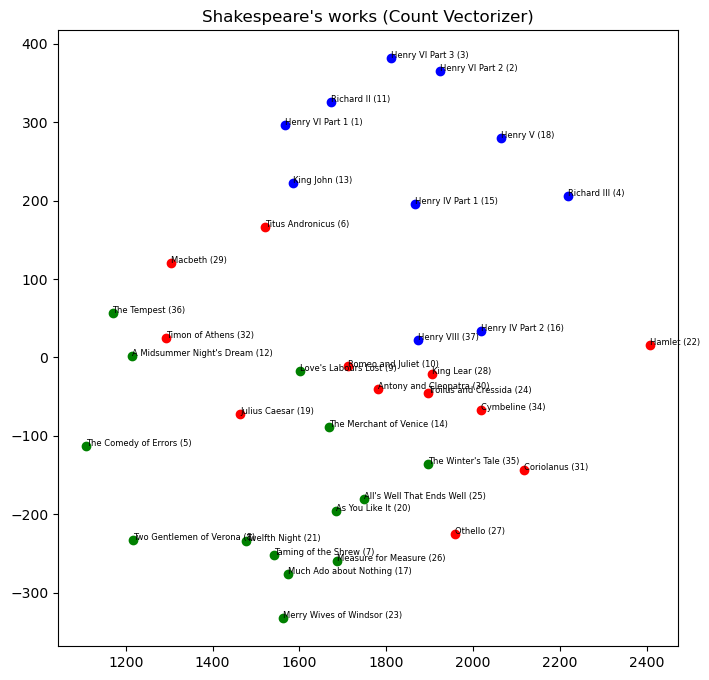 Shakespeare's works (Count Vectorizer)
400
Henry VI Part 3 (3)
Henry VI Part 2 (2)
Richard II (11)
300
Henry VI Part 1 (1)
Henry V (18)
King John (13)
200
Henry IV Part 1 (15)
Richard III (4)
Titus Andronicus (6)
Macbeth (29)
100
The Tempest (36)
Timon of Athens (32)
Henry VIII (37)
Henry IV Part 2 (16)
Hamlet (22)
A Midsummer Night's Dream (12)
0
Love's Labours Lost (9)
Romeo and Juliet (10)
King Lear (28)
Antony and Cleopatra (30)
Troilus and Cressida (24)
Julius Caesar (19)
Cymbeline (34)
The Merchant of Venice (14)
−100
The Comedy of Errors (5)
The Winter's Tale (35)
Coriolanus (31)
All's Well That Ends Well (25)
As You Like It (20)
−200
Othello (27)
Two Gentlemen of Verona (8)
Twelfth Night (21)
Taming of the Shrew (7)
Measure for Measure (26)
Much Ado about Nothing (17)
−300
Merry Wives of Windsor (23)
1200 1400 1600 1800 2000 2200 2400